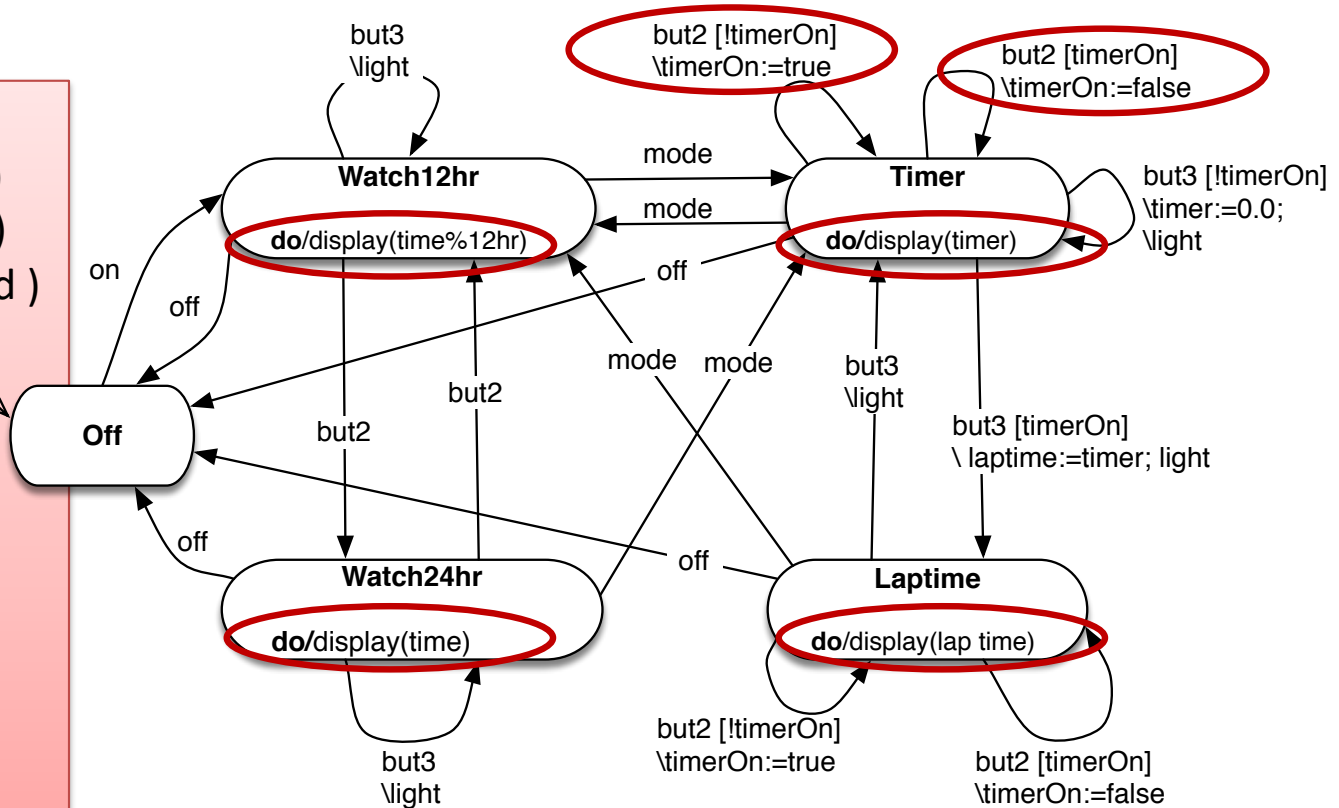 but3
\light
but2 [!timerOn]
\timerOn:=true
but2 [timerOn]
\timerOn:=false
)
)
d )
Watch12hr
do/display(time%12hr)
mode
mode
Timer
do/display(timer)
but3 [!timerOn]
\timer:=0.0;
\light
on
off
off
mode
mode
but3
\light
but2
but2
but3 [timerOn]
\ laptime:=timer; light
Off
off
off
Watch24hr
do/display(time)
Laptime
do/display(lap time)
but3
\light
but2 [!timerOn]
\timerOn:=true
but2 [timerOn]
\timerOn:=false